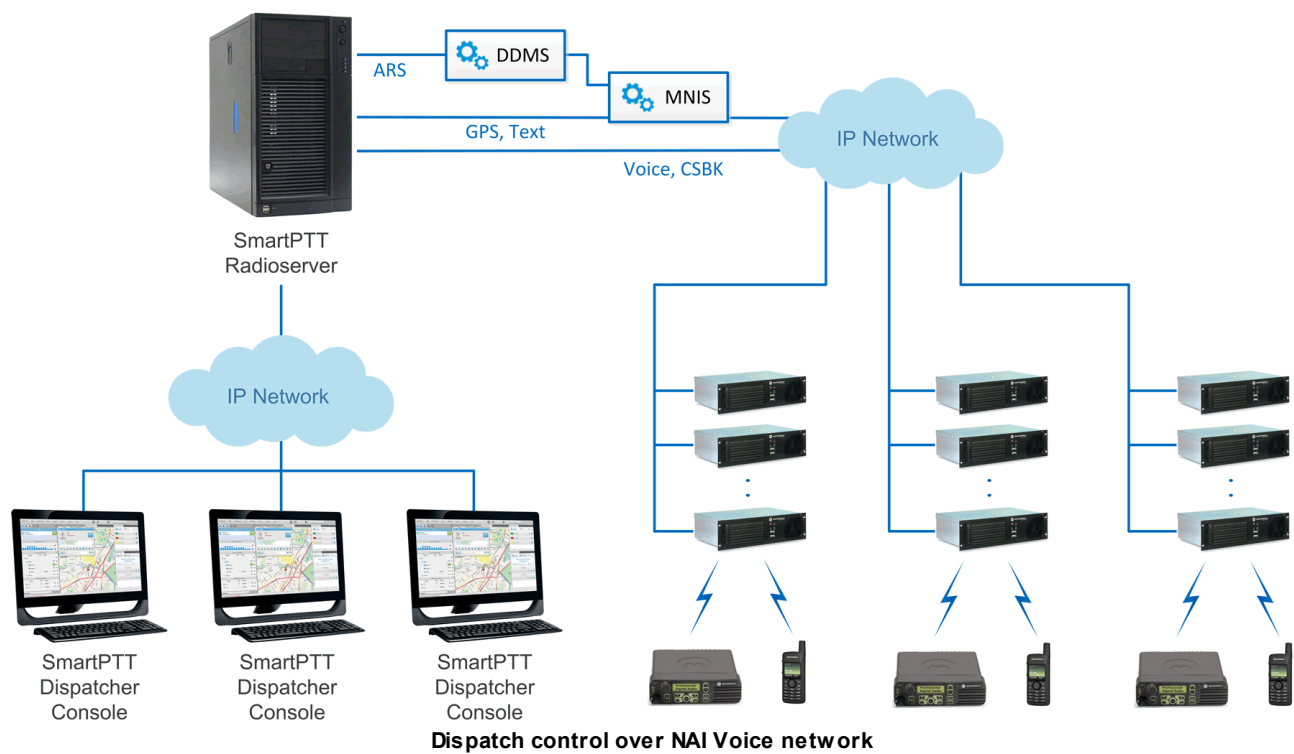 DDMS
ARS
MNIS
GPS, Text
IP Network
Voice, CSBK
SmartPTT
Radioserver
IP Network
SmartPTT
Dispatcher
Console
SmartPTT
Dispatcher
Console
SmartPTT
Dispatcher
Console
Dispatch control over NAI Voice network